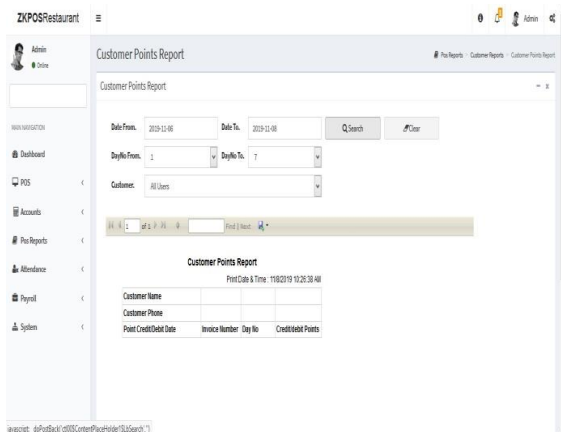 ZKPOSRestaurant
Admin
Admin
Online
MAIN NAVIGATION
Dashboard
POS
Accounts
Pos Reports
Attendance
Payroll
System
Customer Points Report
Pos Reports Customer Reports Customer Points Report
Customer Points Report
Date From. 2019-11-06 Date To. 2019-11-08 Search Clear
DayNo From. 1 DayNo To. 7
Customer. All Users
1 of 1 Find | Next
Customer Points Report
Print Date & Time : 11/8/2019 10:26:38 AM
Customer Name
Customer Phone
Point Credit/Debit Date Invoice Number Day No Credit/debit Points
javascript:__doPostBack('ctl00$ContentPlaceHolder1$LbSearch','')